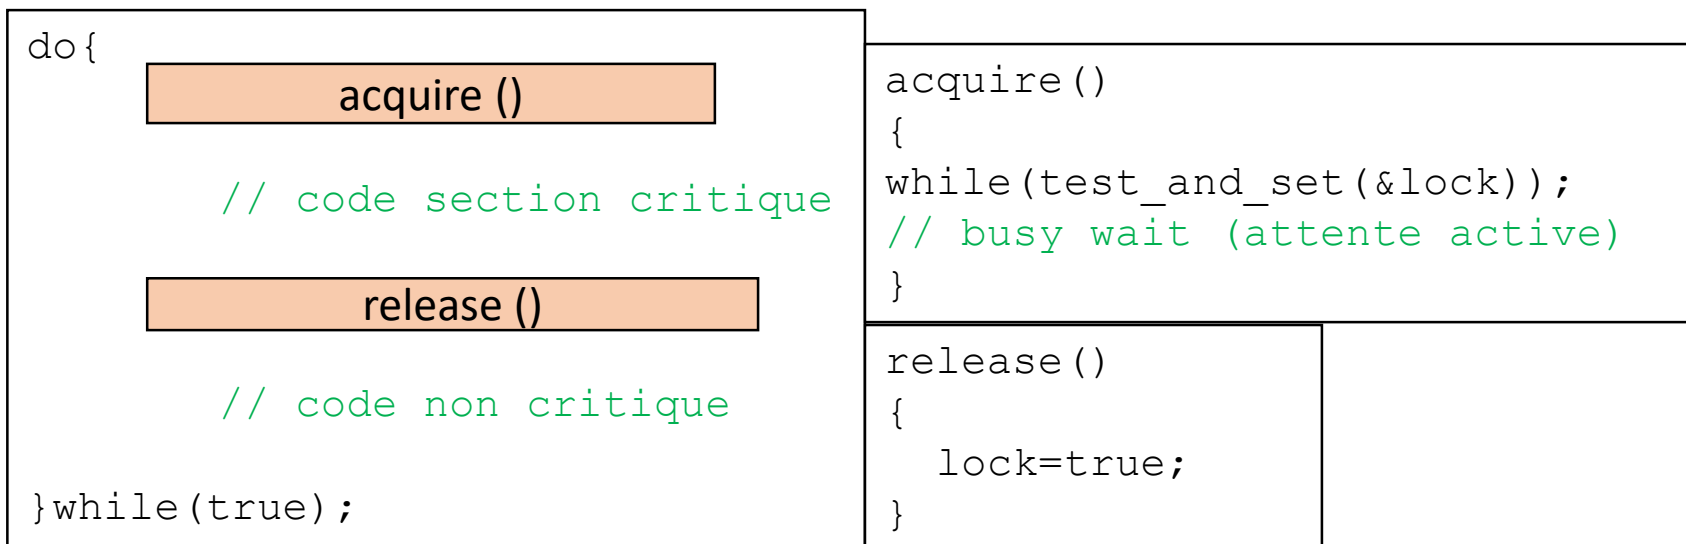 do{
acquire ()
// code section critique
release ()
// code non critique
}while(true);
acquire()
{
while(test_and_set(&lock));
// busy wait (attente active)
}
release()
{
lock=true;
}